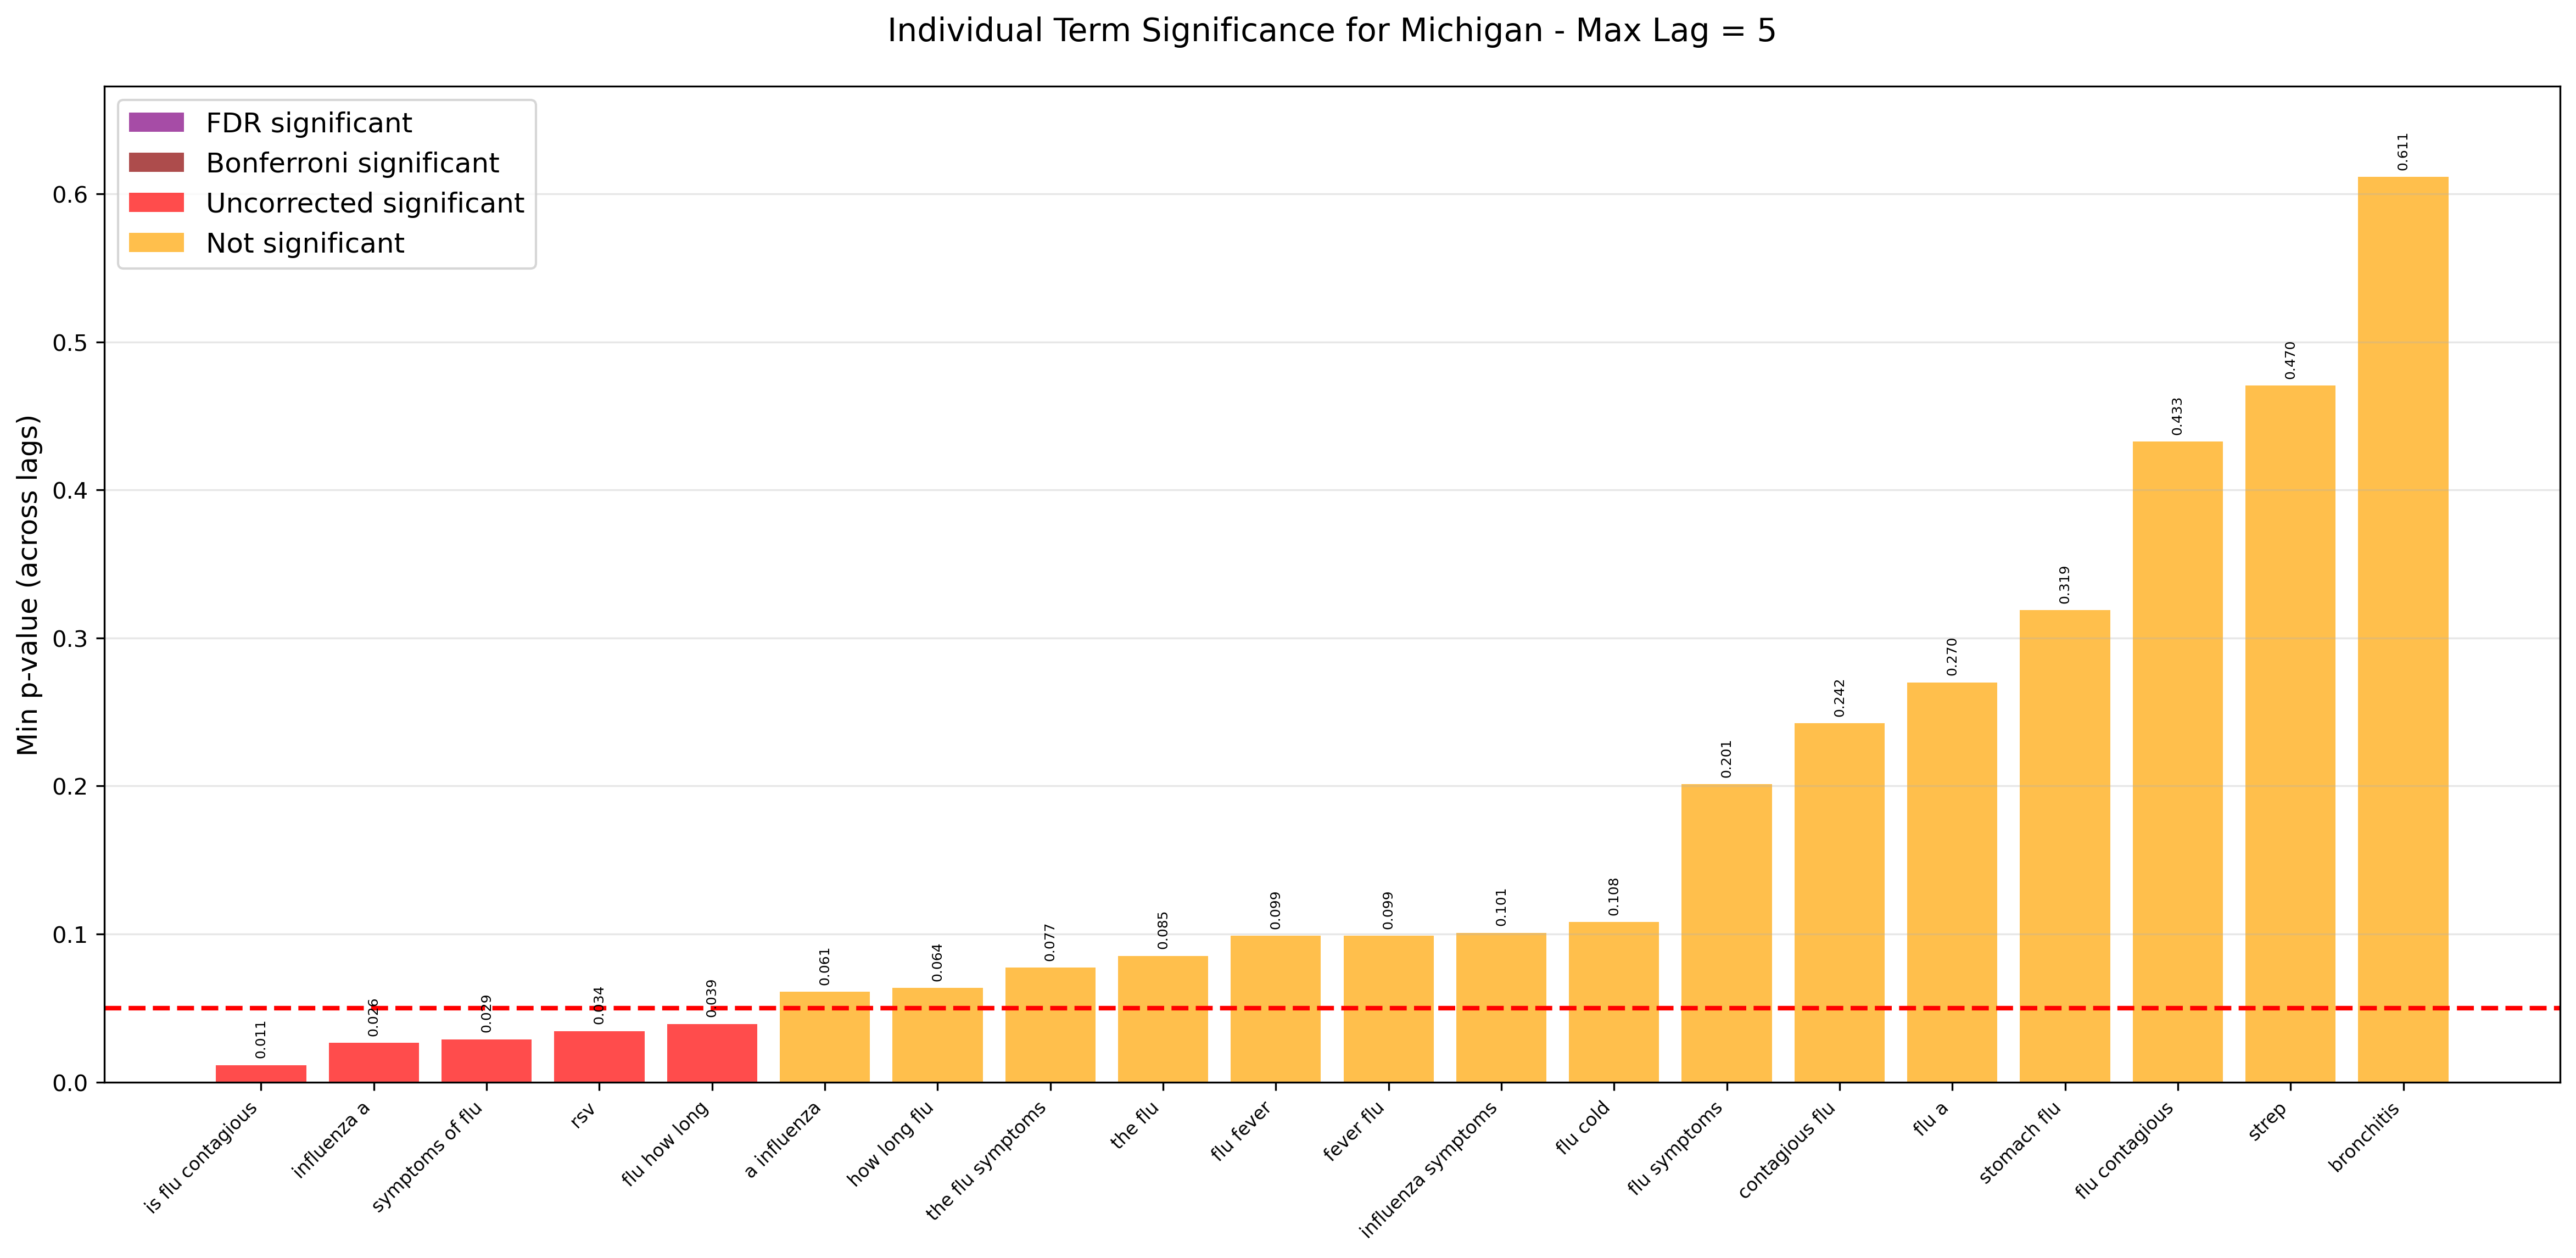 Individual Term Significance for Michigan - Max Lag = 5
FDR significant
Bonferroni significant
Uncorrected significant
Not significant
Min p-value (across lags)
0.6
0.5
0.4
0.3
0.2
0.1
0.0
0.011
0.026
0.029
0.034
0.039
0.061
0.064
0.077
0.085
0.099
0.099
0.101
0.108
0.201
0.242
0.270
0.319
0.433
0.470
0.611
is flu contagious
influenza a
symptoms of flu
rsv
flu how long
a influenza
how long flu
the flu symptoms
the flu
flu fever
fever flu
influenza symptoms
flu cold
flu symptoms
contagious flu
flu a
stomach flu
flu contagious
strep
bronchitis